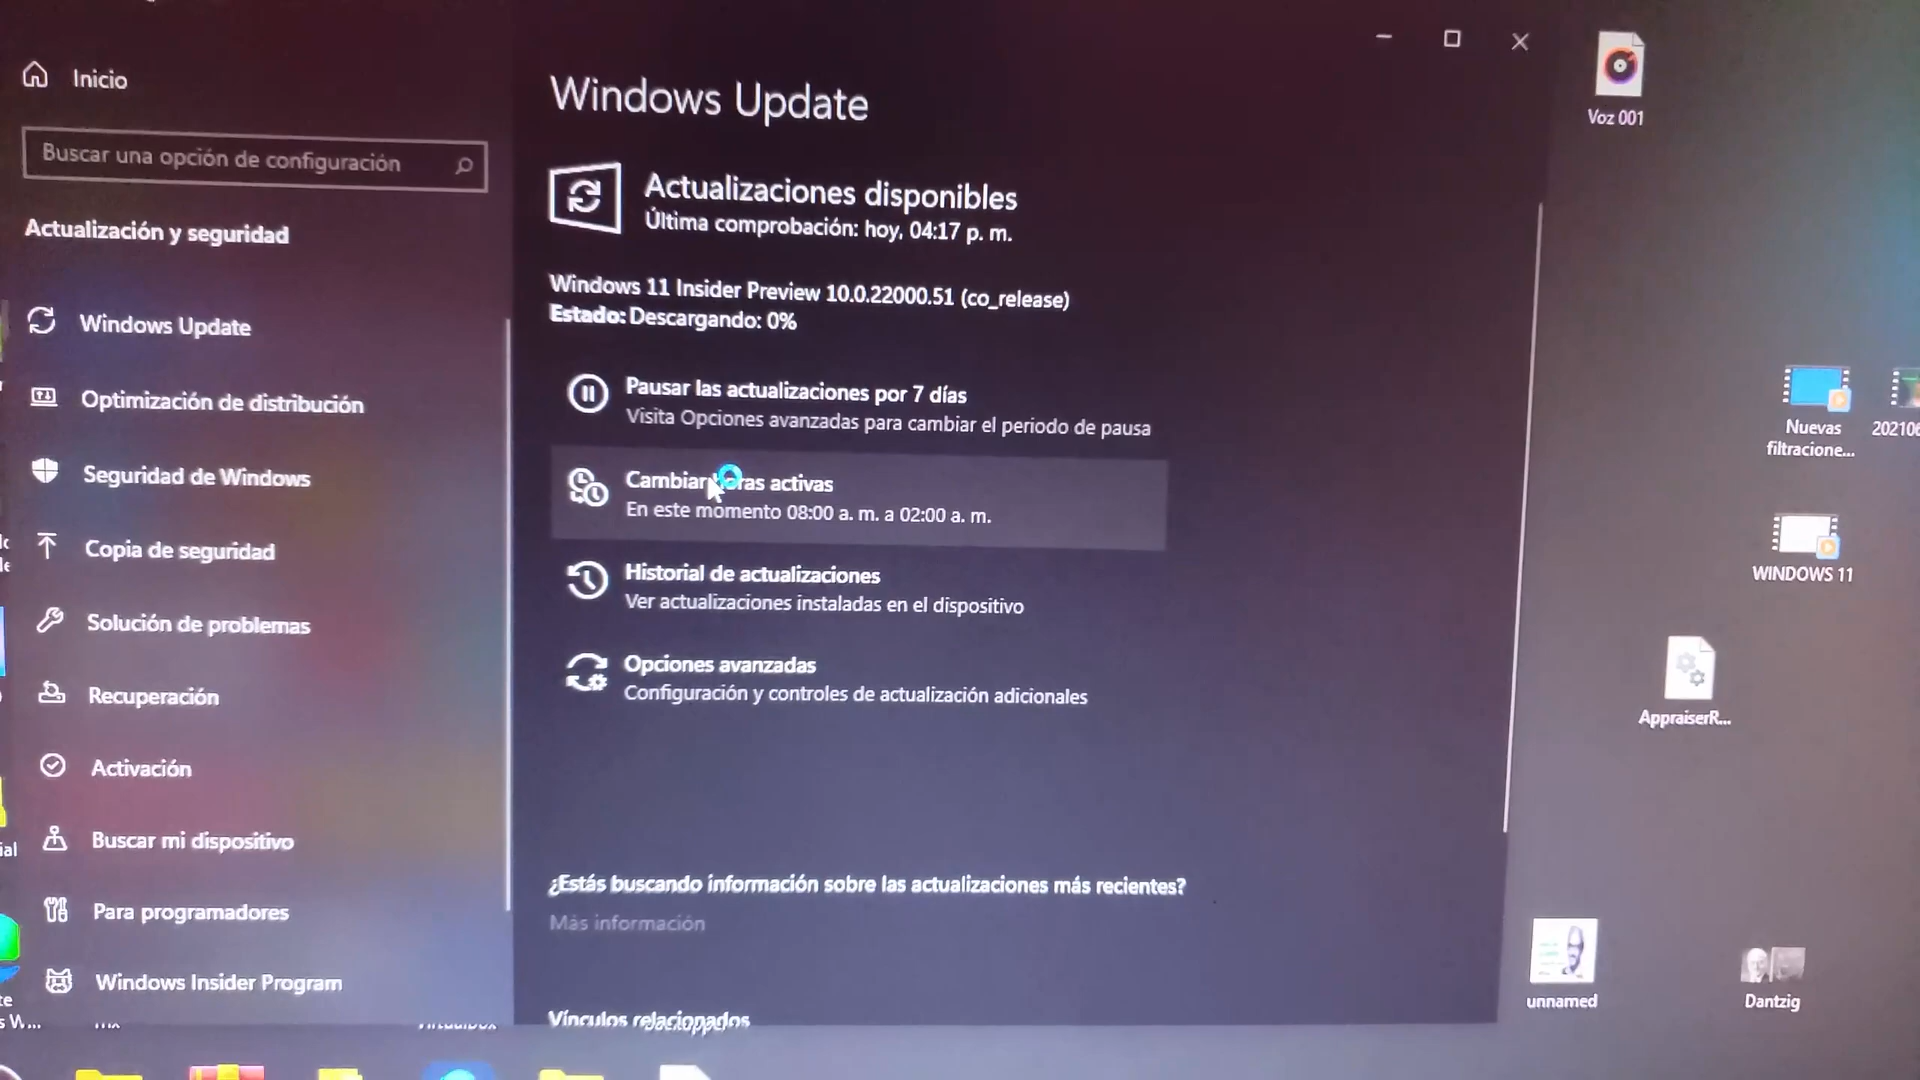 Inicio
Buscar una opción de configuración
Actualización y seguridad
Windows Update
Optimización de distribución
Seguridad de Windows
Copia de seguridad
Solución de problemas
Recuperación
Activación
Buscar mi dispositivo
Para programadores
Windows Insider Program
Windows Update
Actualizaciones disponibles
Última comprobación: hoy, 04:17 p. m.
Windows 11 Insider Preview 10.0.22000.51 (co_release)
Estado: Descargando: 0%
Pausar las actualizaciones por 7 días
Visita Opciones avanzadas para cambiar el periodo de pausa
Cambiar horas activas
En este momento 08:00 a. m. a 02:00 a. m.
Historial de actualizaciones
Ver actualizaciones instaladas en el dispositivo
Opciones avanzadas
Configuración y controles de actualización adicionales
¿Estás buscando información sobre las actualizaciones más recientes?
Más información
Vínculos relacionados
Voz 001
Nuevas
filtracione...
WINDOWS 11
AppraiserR...
unnamed
Dantzig